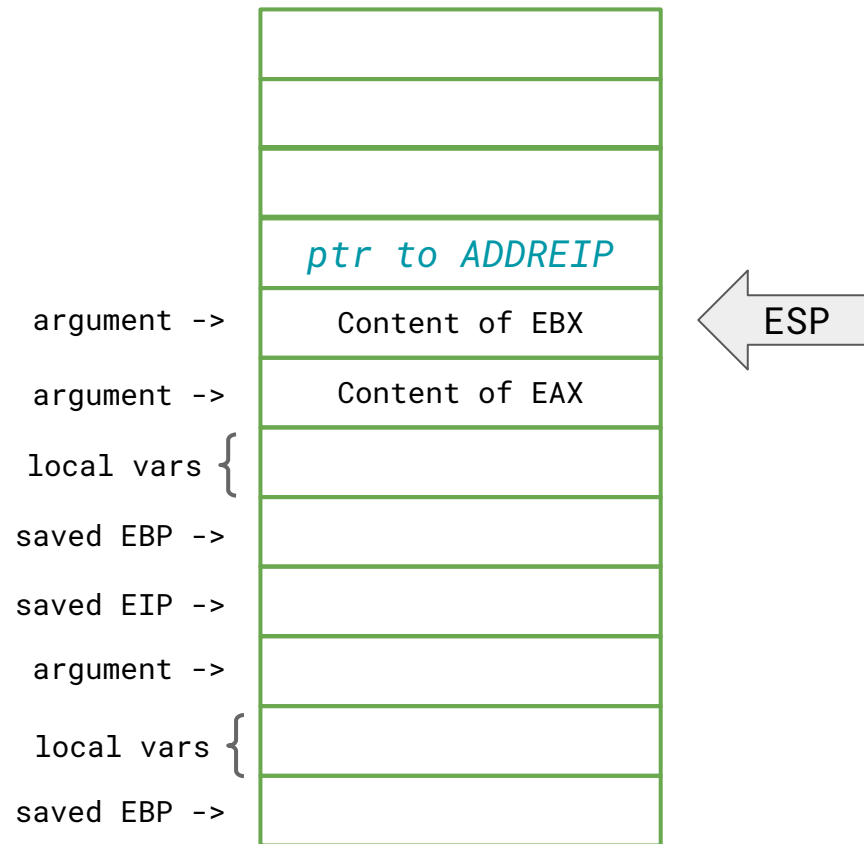 ptr to ADDREIP
argument -> Content of EBX
ESP
argument -> Content of EAX
local vars {
saved EBP ->
saved EIP ->
argument ->
local vars {
saved EBP ->